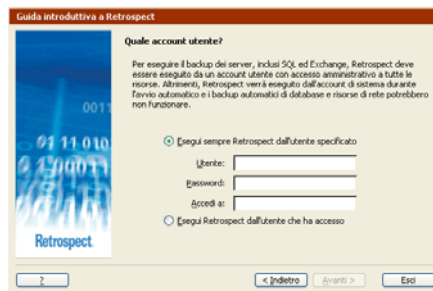 Guida introduttiva a Retrospect
Quale account utente?
Per eseguire il backup dei server, inclusi SQL ed Exchange, Retrospect deve
essere eseguito da un account utente con accesso amministrativo a tutte le
risorse. Altrimenti, Retrospect verrà eseguito dall'account di sistema durante
l'avvio automatico e i backup automatici di database e risorse di rete potrebbero
non funzionare.
Esegui sempre Retrospect dall'utente specificato
Utente:
Password:
Accedi a:
Esegui Retrospect dall'utente che ha accesso
Retrospect
?
< Indietro
Avanti >
Esci